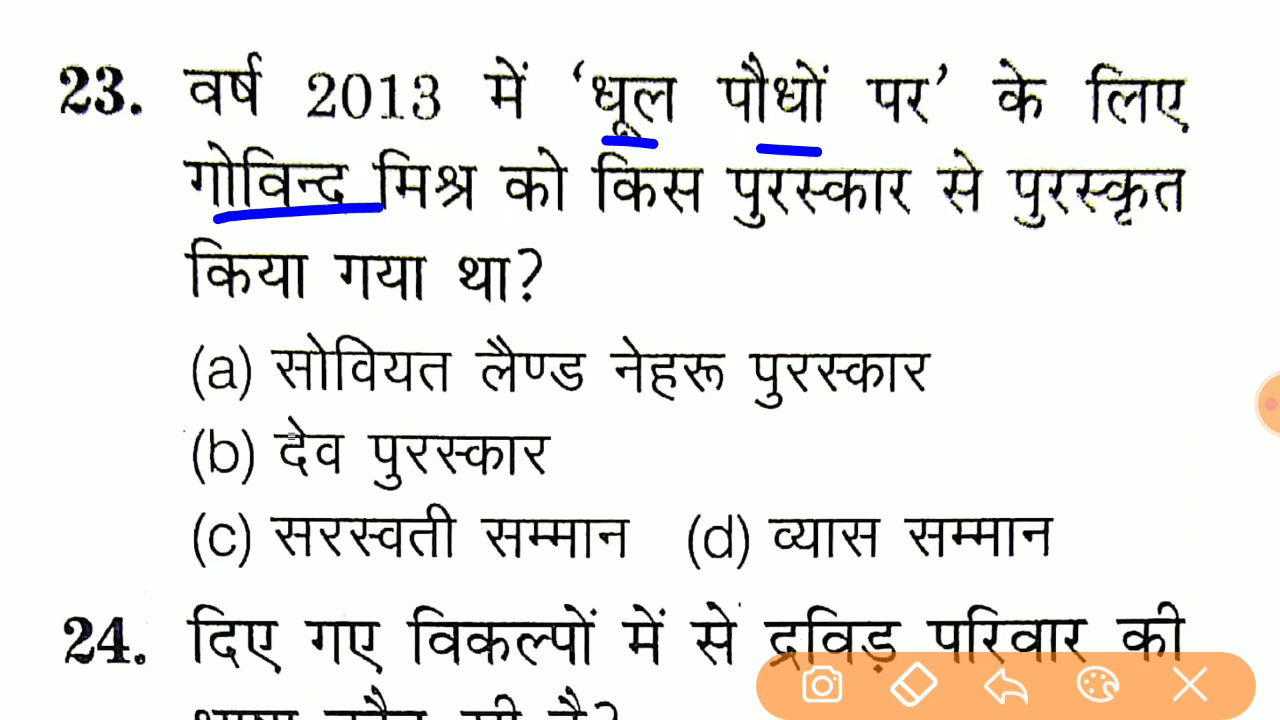 23. वर्ष 2013 में ‘धूल पौधों पर’ के लिए
गोविन्द मिश्र को किस पुरस्कार से पुरस्कृत
किया गया था?
(a) सोवियत लैण्ड नेहरू पुरस्कार
(b) देव पुरस्कार
(c) सरस्वती सम्मान (d) व्यास सम्मान
24. दिए गए विकल्पों में से द्रविड़ परिवार की